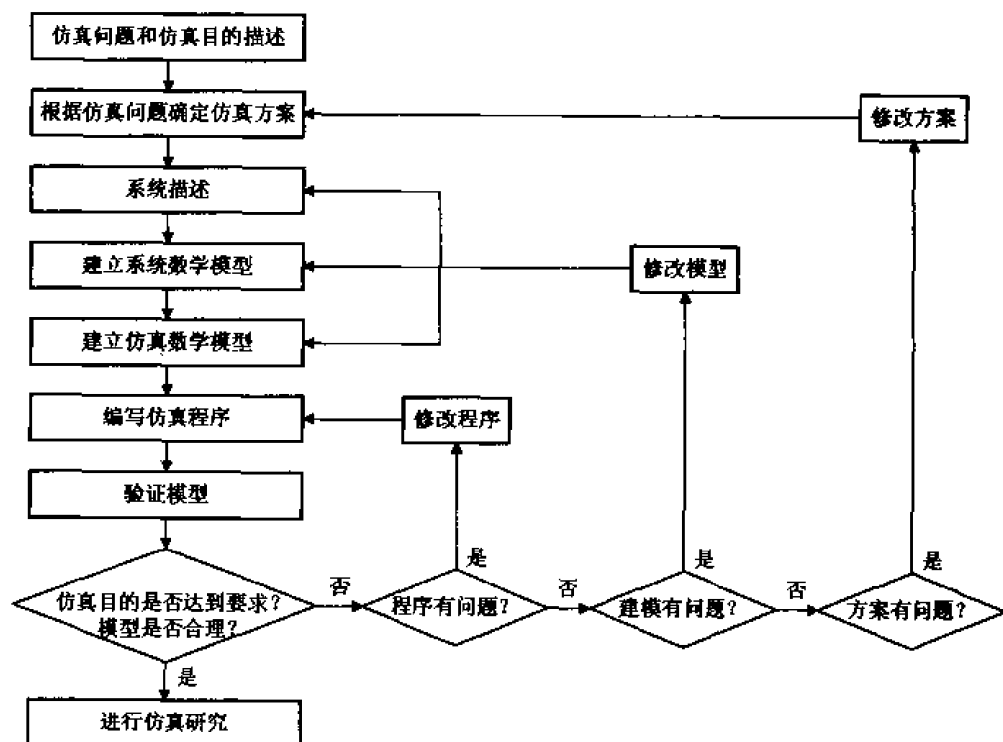 仿真问题和仿真目的描述
根据仿真问题确定仿真方案
修改方案
系统描述
建立系统数学模型
修改模型
建立仿真数学模型
编写仿真程序
修改程序
验证模型
是
是
是
仿真目的是否达到要求?
模型是否合理?
否
程序有问题?
否
建模有问题?
否
方案有问题?
是
进行仿真研究